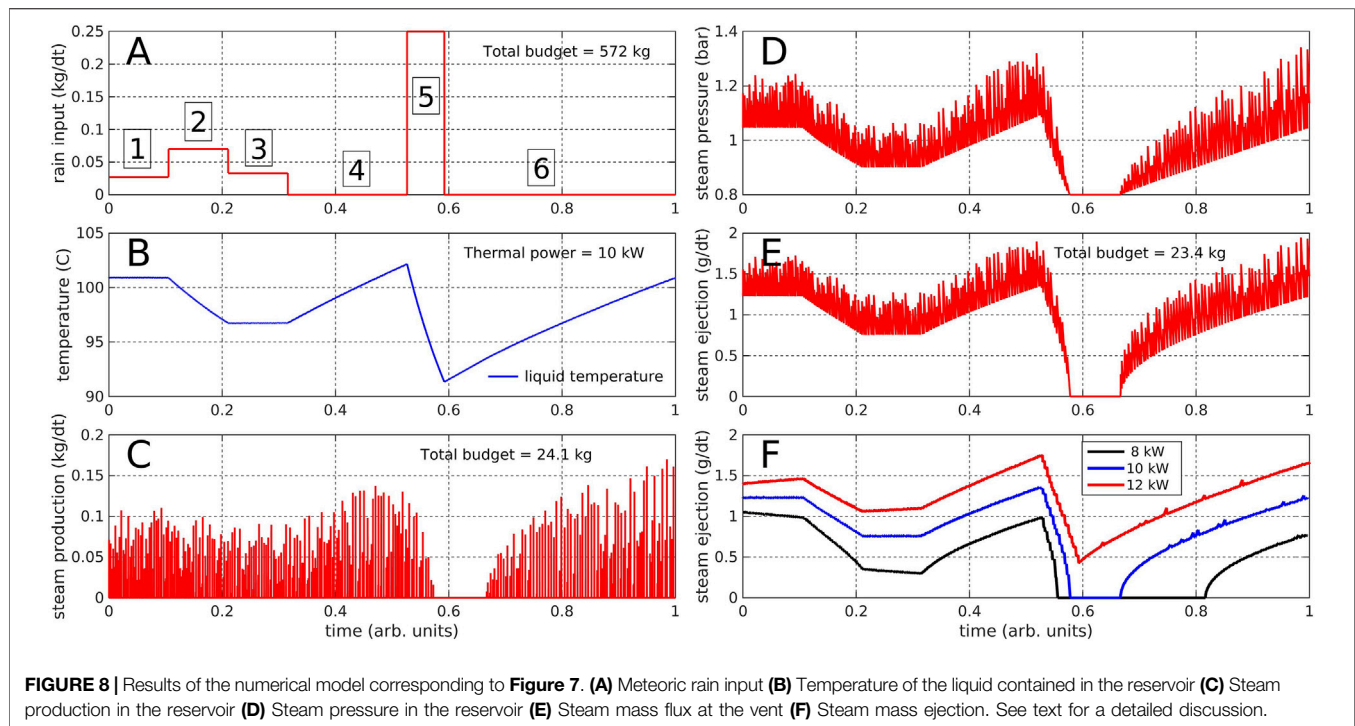 A
Total budget = 572 kg
rain input (kg/dt)
0.25
0.2
0.15
0.1
0.05
0
1
2
3
4
5
6
0 0.2 0.4 0.6 0.8 1
B
Thermal power = 10 kW
temperature (C)
105
100
95
90
liquid temperature
0 0.2 0.4 0.6 0.8 1
C
Total budget = 24.1 kg
steam production (kg/dt)
0.2
0.15
0.1
0.05
0
0 0.2 0.4 0.6 0.8 1
time (arb. units)
D
steam pressure (bar)
1.4
1.2
1
0.8
0 0.2 0.4 0.6 0.8 1
E
Total budget = 23.4 kg
steam ejection (g/dt)
2
1.5
1
0.5
0
0 0.2 0.4 0.6 0.8 1
F
8 kW
10 kW
12 kW
steam ejection (g/dt)
2
1.5
1
0.5
0
0 0.2 0.4 0.6 0.8 1
time (arb. units)
FIGURE 8 | Results of the numerical model corresponding to Figure 7. (A) Meteoric rain input (B) Temperature of the liquid contained in the reservoir (C) Steam
production in the reservoir (D) Steam pressure in the reservoir (E) Steam mass flux at the vent (F) Steam mass ejection. See text for a detailed discussion.